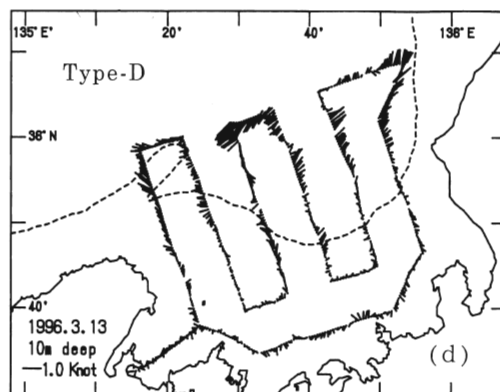 135° E' 20° 40° 136° E
Type-D
36° N
40°
1996.3.13
10m deep
—1.0 Knot
(d)